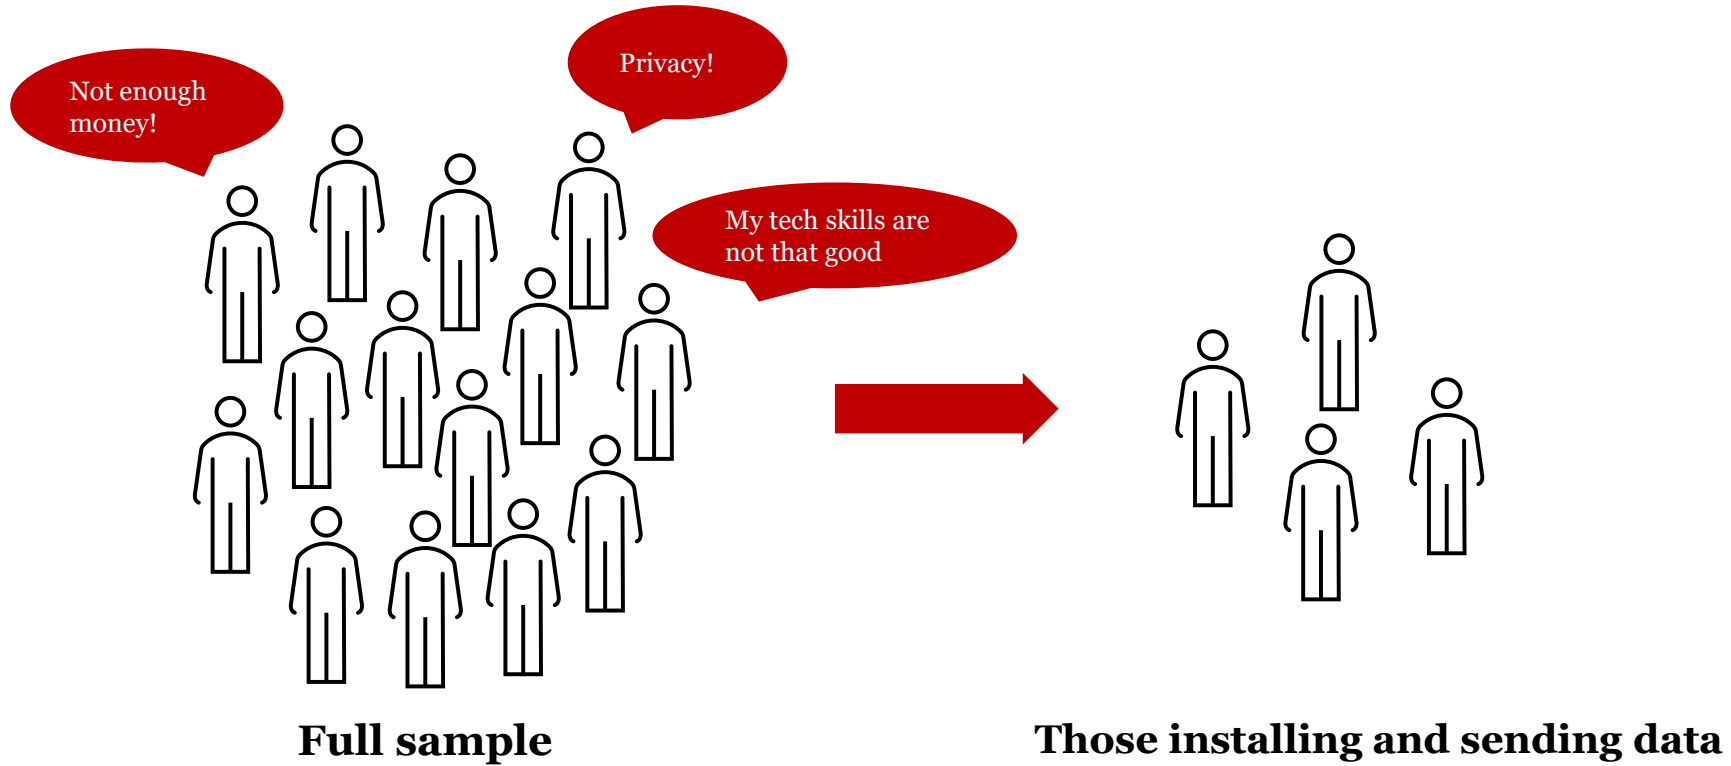 Not enough
money!
Privacy!
My tech skills are
not that good
Full sample
Those installing and sending data